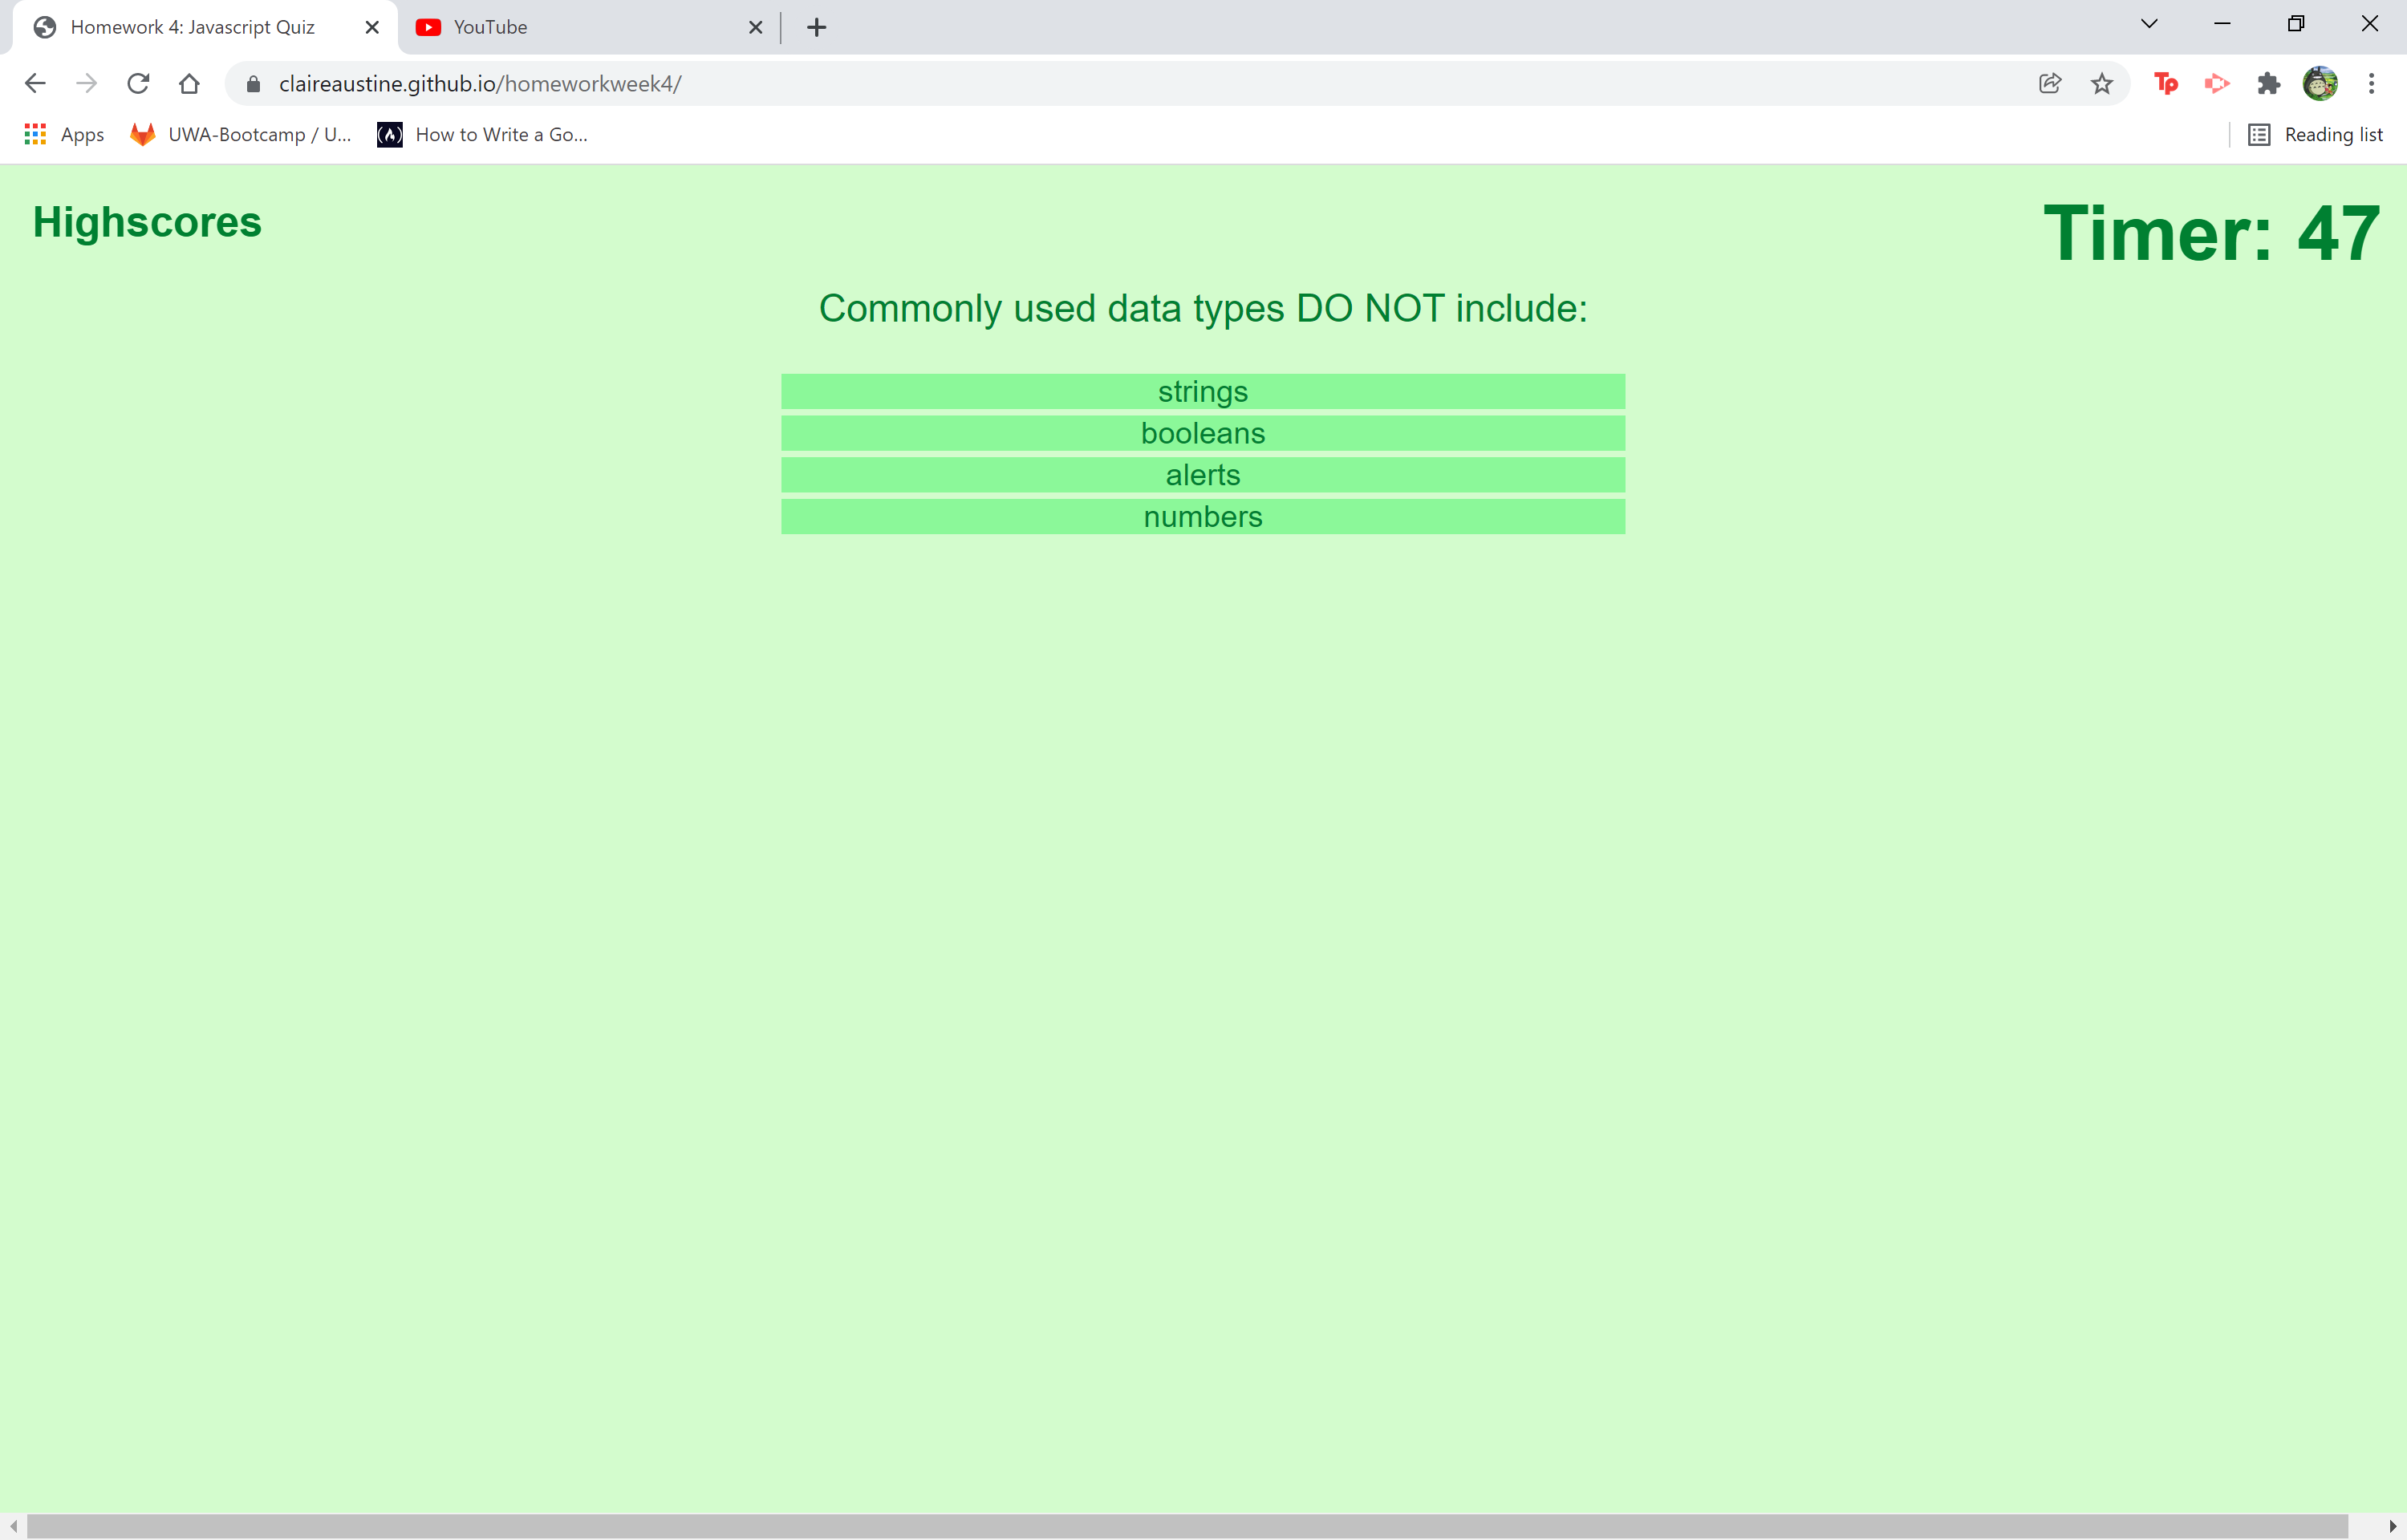 Homework 4: Javascript Quiz
YouTube
claireaustine.github.io/homeworkweek4/
Tp
Apps
UWA-Bootcamp / U...
How to Write a Go...
Reading list
Highscores
Timer: 47
Commonly used data types DO NOT include:
strings
booleans
alerts
numbers